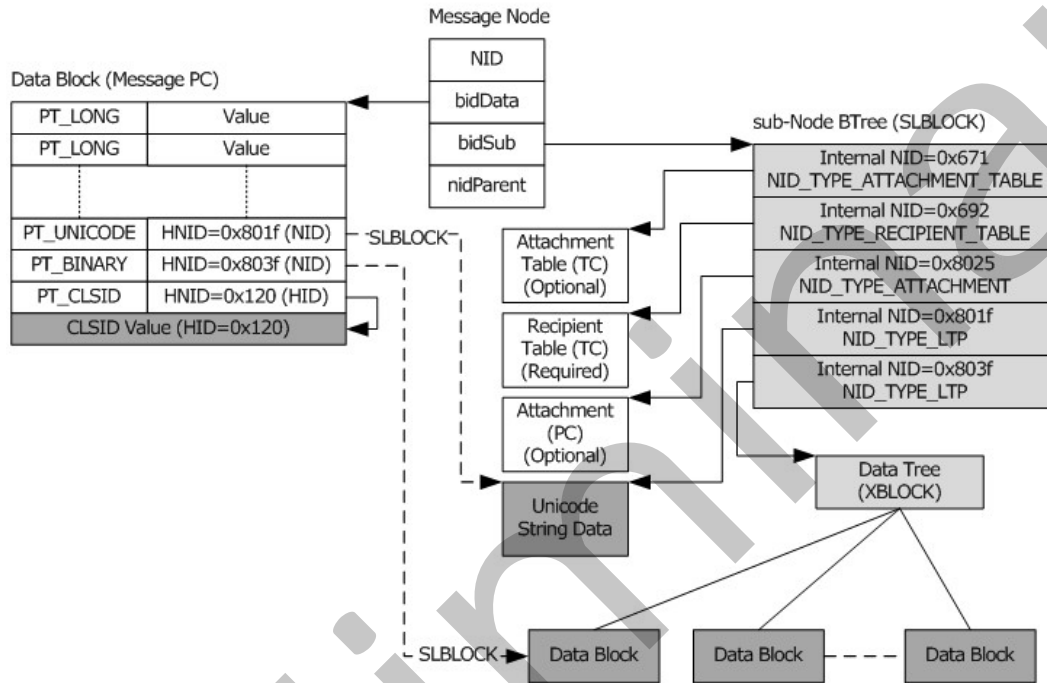 Message Node
NID
bidData
bidSub
nidParent
Data Block (Message PC)
PT_LONG Value
PT_LONG Value
PT_UNICODE HNID=0x801f (NID)
PT_BINARY HNID=0x803f (NID)
PT_CLSID HNID=0x120 (HID)
CLSID Value (HID=0x120)
SLBLOCK
sub-Node BTree (SLBLOCK)
Internal NID=0x671
NID_TYPE_ATTACHMENT_TABLE
Internal NID=0x692
NID_TYPE_RECIPIENT_TABLE
Internal NID=0x8025
NID_TYPE_ATTACHMENT
Internal NID=0x801f
NID_TYPE_LTP
Internal NID=0x803f
NID_TYPE_LTP
Attachment
Table (TC)
(Optional)
Recipient
Table (TC)
(Required)
Attachment
(PC)
(Optional)
Unicode
String Data
Data Tree
(XBLOCK)
SLBLOCK
Data Block
Data Block
Data Block